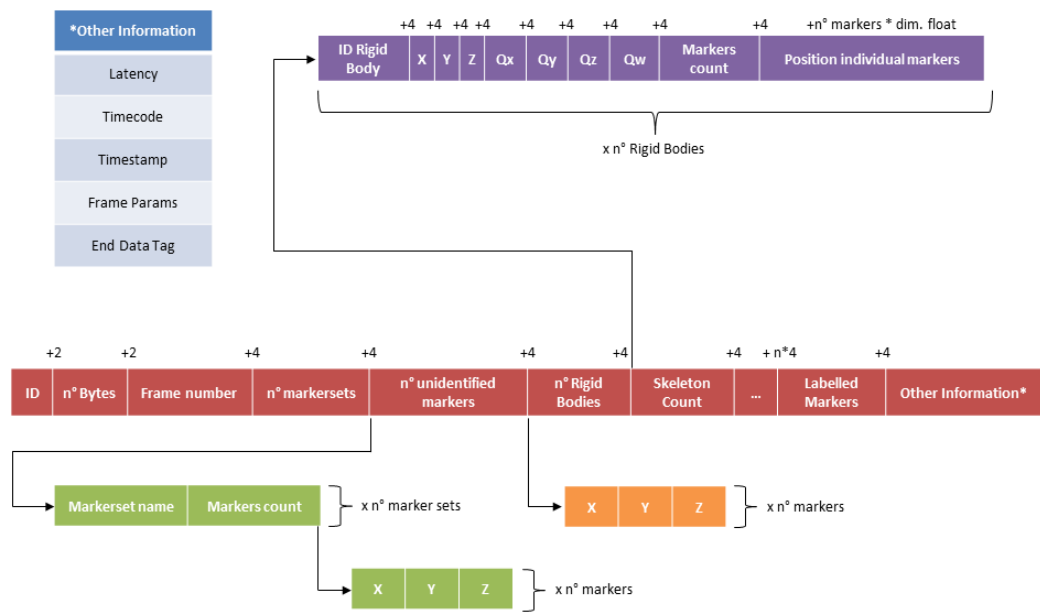 *Other Information
Latency
Timecode
Timestamp
Frame Params
End Data Tag
+4 +4 +4 +4 +4 +4 +4 +4 +4 +n° markers * dim. float
ID Rigid
Body
X Y Z Qx Qy Qz Qw
Markers
count
Position individual markers
x n° Rigid Bodies
+2 +2 +4 +4 +4 +4 +4 + n*4 +4
ID
n° Bytes
Frame number
n° markersets
n° unidentified
markers
n° Rigid
Bodies
Skeleton
Count
...
Labelled
Markers
Other Information*
Markerset name
Markers count
x n° marker sets
X Y Z
x n° markers
X Y Z
x n° markers